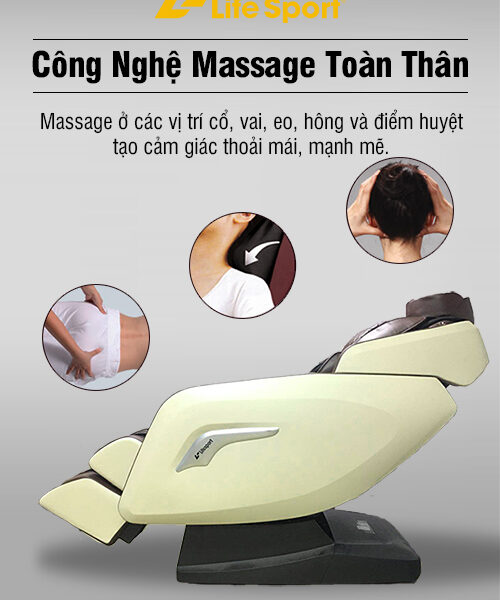 Life Sport
Công Nghệ Massage Toàn Thân
Massage ở các vị trí cổ, vai, eo, hông và điểm huyệt
tạo cảm giác thoải mái, mạnh mẽ.
Lifesport